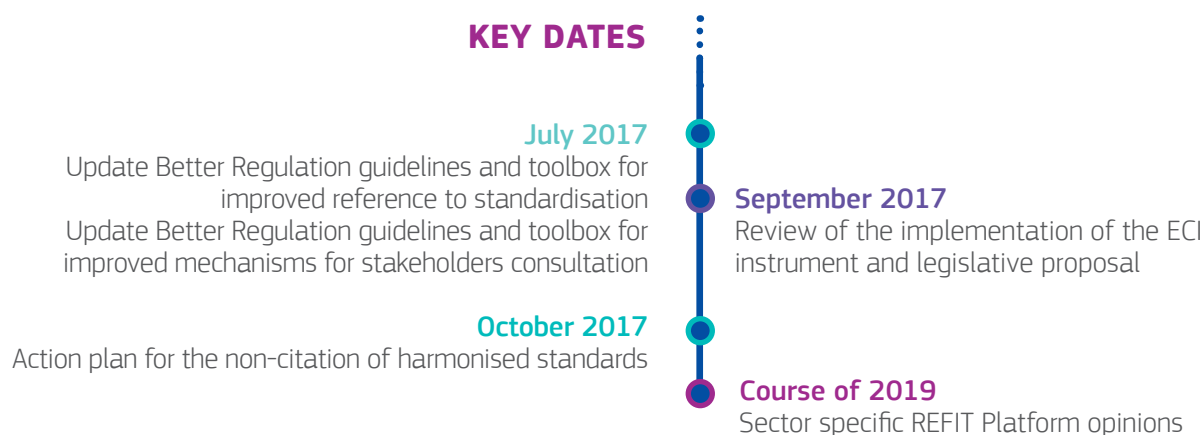 KEY DATES
July 2017
Update Better Regulation guidelines and toolbox for
improved reference to standardisation
Update Better Regulation guidelines and toolbox for
improved mechanisms for stakeholders consultation
September 2017
Review of the implementation of the ECI
instrument and legislative proposal
October 2017
Action plan for the non-citation of harmonised standards
Course of 2019
Sector specific REFIT Platform opinions